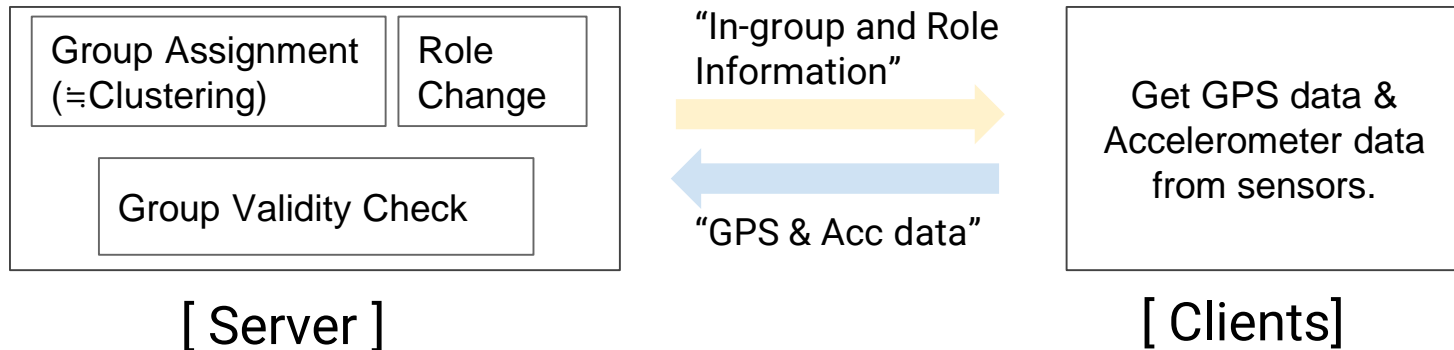 Group Assignment
(≒Clustering)
Role
Change
Group Validity Check
[ Server ]
“In-group and Role
Information”
“GPS & Acc data”
Get GPS data &
Accelerometer data
from sensors.
[ Clients]